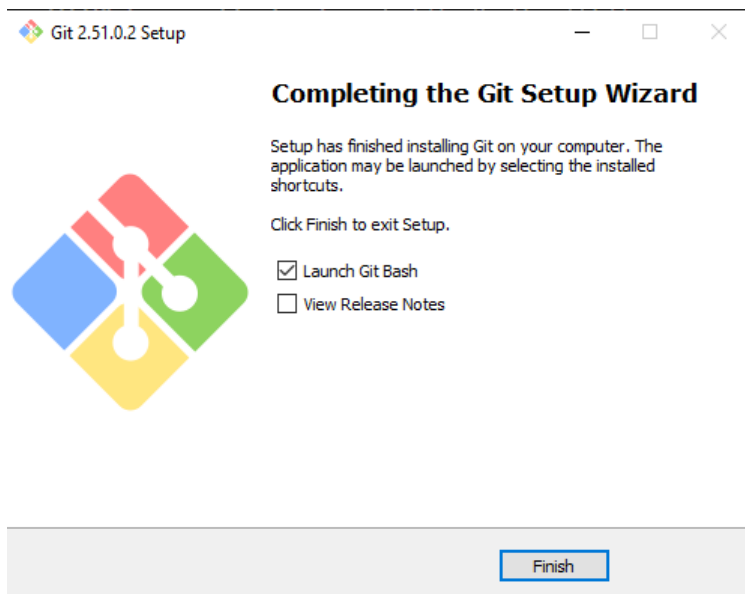 Git 2.51.0.2 Setup
Completing the Git Setup Wizard
Setup has finished installing Git on your computer. The
application may be launched by selecting the installed
shortcuts.
Click Finish to exit Setup.
Launch Git Bash
View Release Notes
Finish